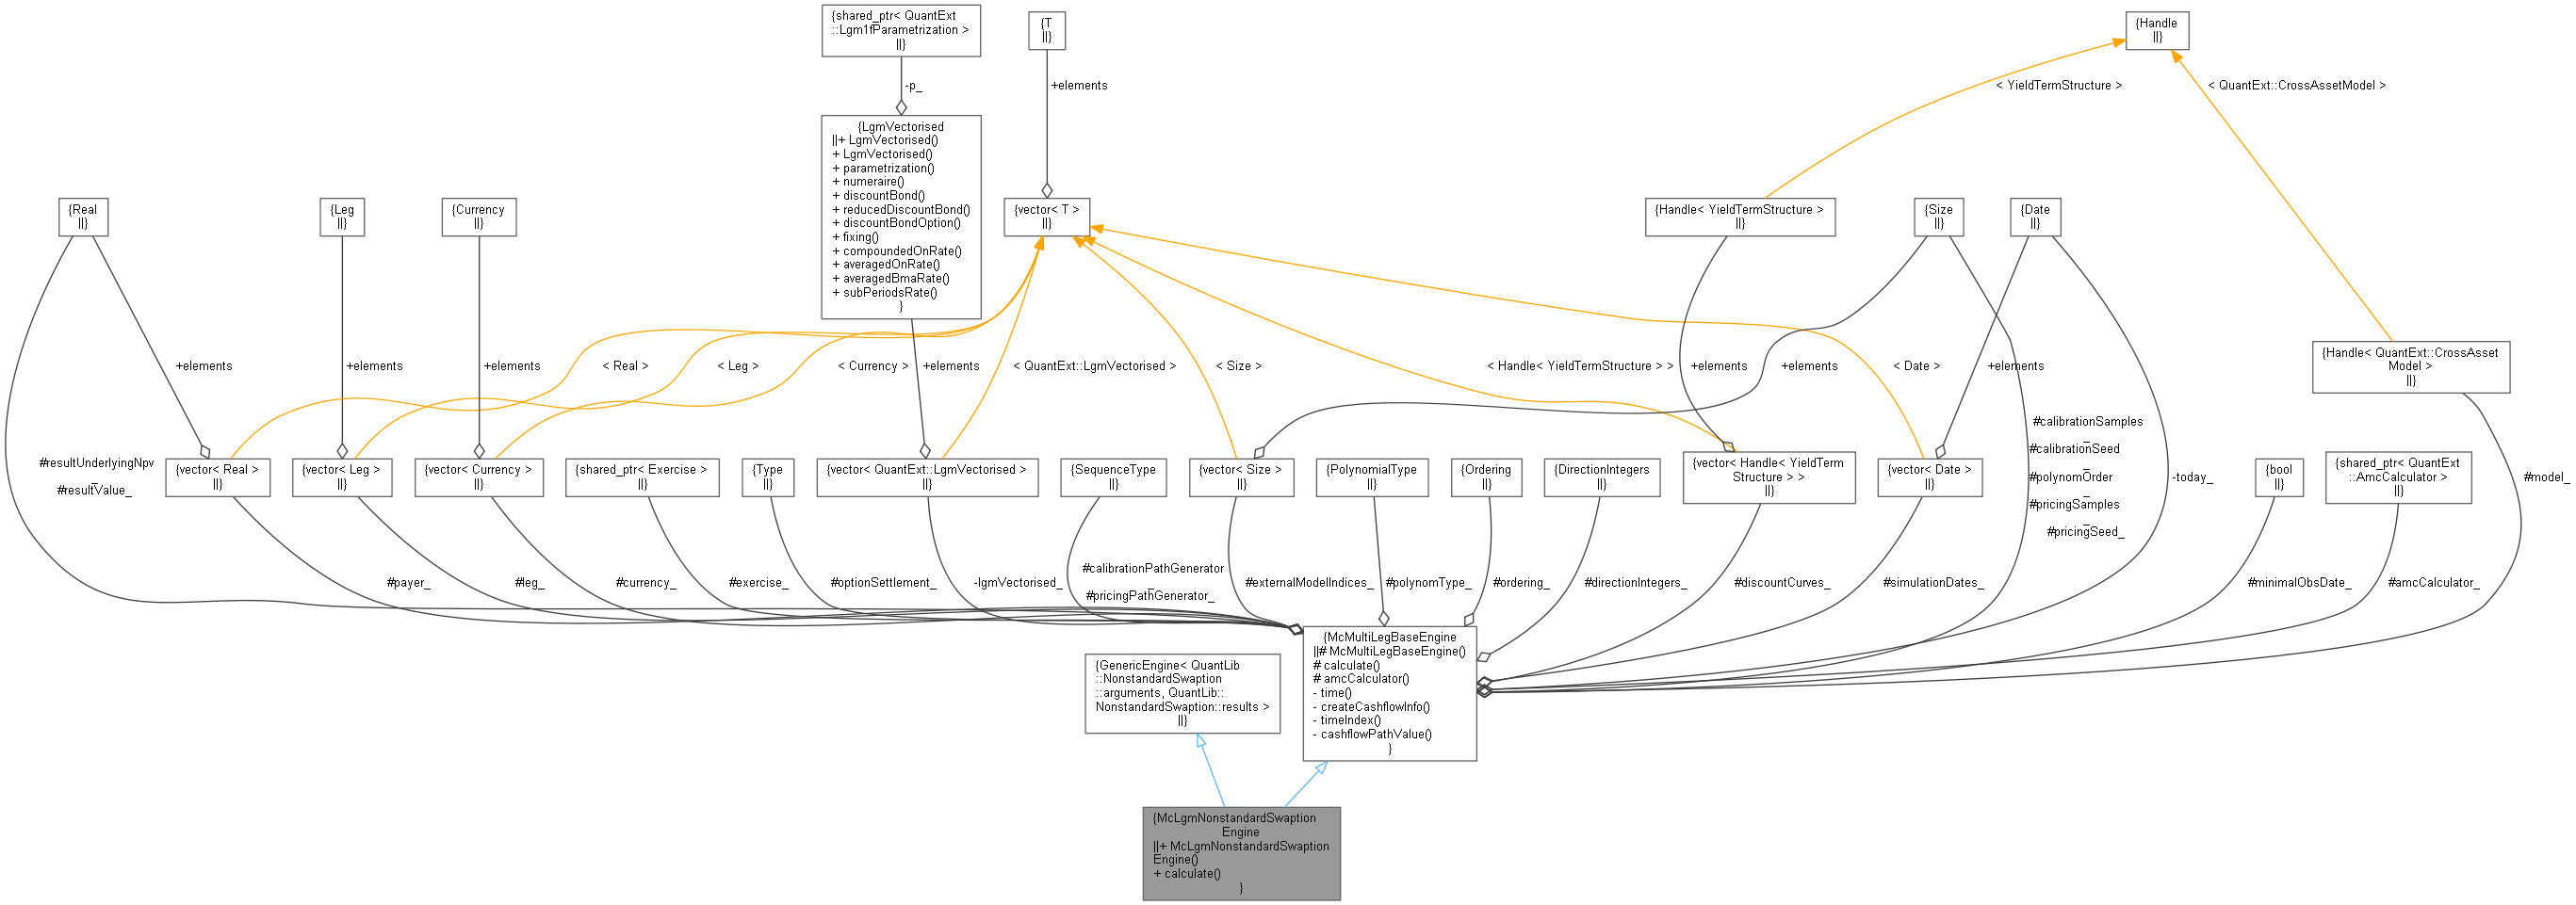 {shared_ptr< QuantExt
::Lgm1fParametrization >
||}
{T
||}
{Handle
||}
-p_
+elements
< YieldTermStructure >
< QuantExt::CrossAssetModel >
{LgmVectorised
||+ LgmVectorised()
+ LgmVectorised()
+ parametrization()
+ numeraire()
+ discountBond()
+ reducedDiscountBond()
+ discountBondOption()
+ fixing()
+ compoundedOnRate()
+ averagedOnRate()
+ averagedBmaRate()
+ subPeriodsRate()
}
{Real
||}
{Leg
||}
{Currency
||}
{vector< T >
||}
{Handle< YieldTermStructure >
||}
{Size
||}
{Date
||}
{Handle< QuantExt::CrossAsset
Model >
||}
+elements
+elements
+elements
< Real >
< Leg >
< Currency >
+elements
< QuantExt::LgmVectorised >
< Size >
< Handle< YieldTermStructure > >
+elements
+elements
< Date >
+elements
#resultUnderlyingNpv
_
#resultValue_
{vector< Real >
||}
{vector< Leg >
||}
{vector< Currency >
||}
{shared_ptr< Exercise >
||}
{Type
||}
{vector< QuantExt::LgmVectorised >
||}
{SequenceType
||}
{vector< Size >
||}
{PolynomialType
||}
{Ordering
||}
{DirectionIntegers
||}
{vector< Handle< YieldTerm
Structure > >
||}
{vector< Date >
||}
#calibrationSamples
_
#calibrationSeed
_
#polynomOrder
_
#pricingSamples
_
#pricingSeed_
-today_
{bool
||}
{shared_ptr< QuantExt
::AmcCalculator >
||}
#model_
#payer_
#leg_
#currency_
#exercise_
#optionSettlement_
-lgmVectorised_
#calibrationPathGenerator
_
#pricingPathGenerator_
#externalModelIndices_
#polynomType_
#ordering_
#directionIntegers_
#discountCurves_
#simulationDates_
#minimalObsDate_
#amcCalculator_
{GenericEngine< QuantLib
::NonstandardSwaption
::arguments, QuantLib::
NonstandardSwaption::results >
||}
{McMultiLegBaseEngine
||# McMultiLegBaseEngine()
# calculate()
# amcCalculator()
- time()
- createCashflowInfo()
- timeIndex()
- cashflowPathValue()
}
{McLgmNonstandardSwaption
Engine
||+ McLgmNonstandardSwaption
Engine()
+ calculate()
}